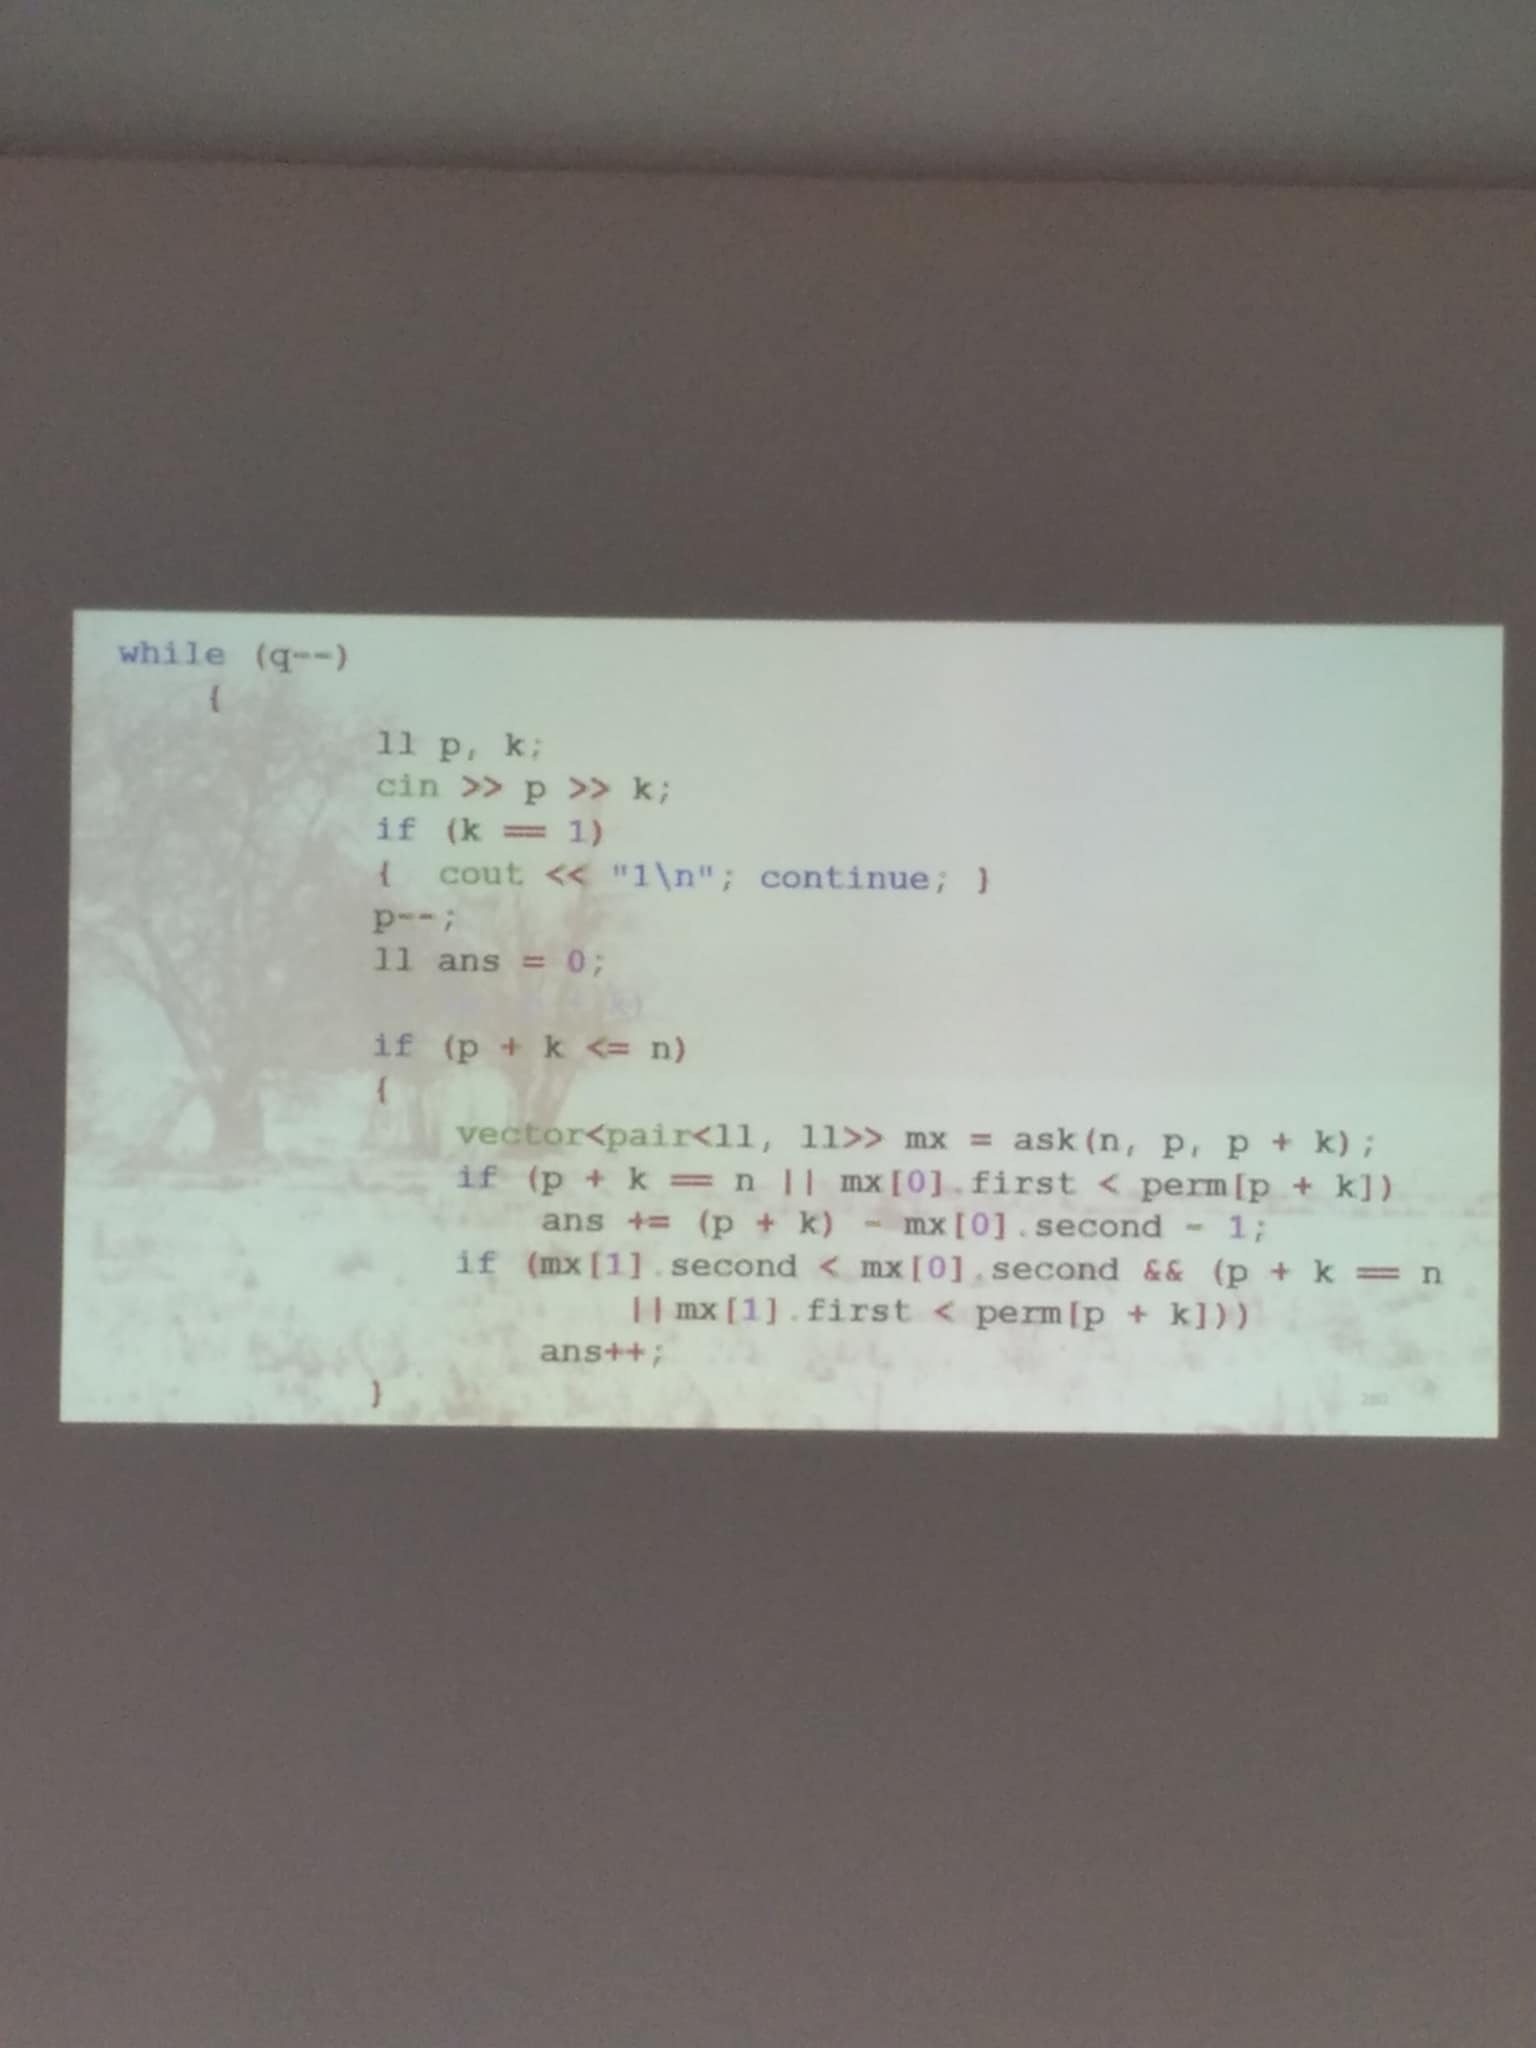 while (q--)
{
ll p, k;
cin >> p >> k;
if (k == 1)
{ cout << "1\n"; continue; }
p--;
ll ans = 0;
if (p + k <= n)
{
vector<pair<ll, ll>> mx = ask(n, p, p + k);
if (p + k == n || mx[0].first < perm[p + k])
ans += (p + k) - mx[0].second - 1;
if (mx[1].second < mx[0].second && (p + k == n
||mx[1].first < perm[p + k]))
ans++;
}